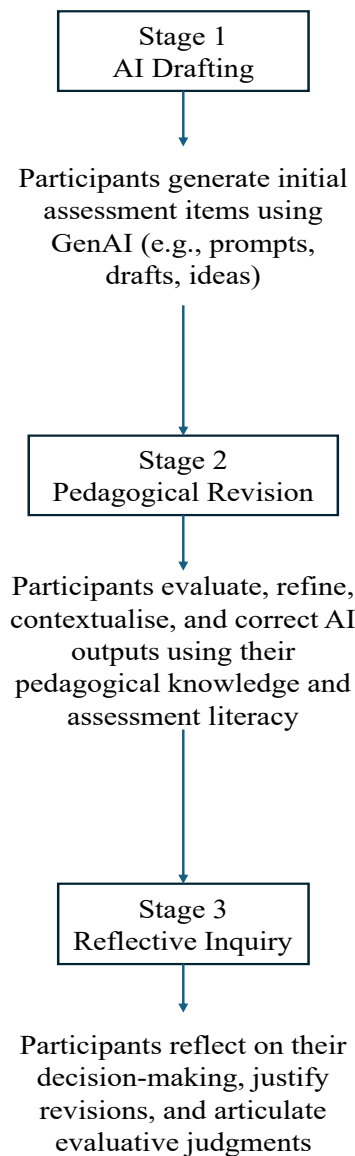 Stage 1
AI Drafting
Participants generate initial
assessment items using
GenAI (e.g., prompts,
drafts, ideas)
Stage 2
Pedagogical Revision
Participants evaluate, refine,
contextualise, and correct AI
outputs using their
pedagogical knowledge and
assessment literacy
Stage 3
Reflective Inquiry
Participants reflect on their
decision-making, justify
revisions, and articulate
evaluative judgments